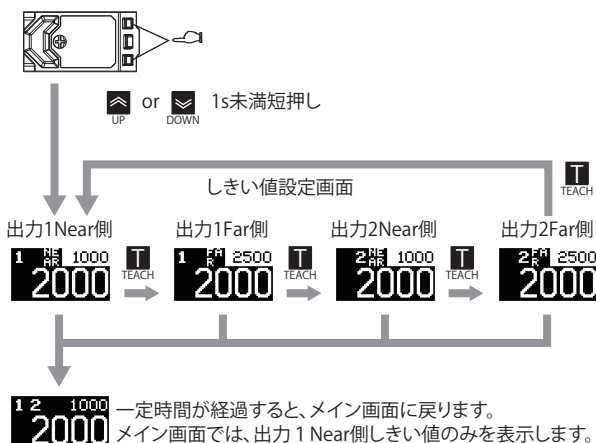 UP or DOWN 1s未満短押し
T
TEACH
しきい値設定画面
出力1Near側
出力1Far側
出力2Near側
出力2Far側
1 NEAR 1000
2000
T
TEACH
1 FAR 2500
2000
T
TEACH
2 NEAR 1000
2000
T
TEACH
2 FAR 2500
2000
1 2 1000
2000
一定時間が経過すると、メイン画面に戻ります。
メイン画面では、出力1 Near側しきい値のみを表示します。